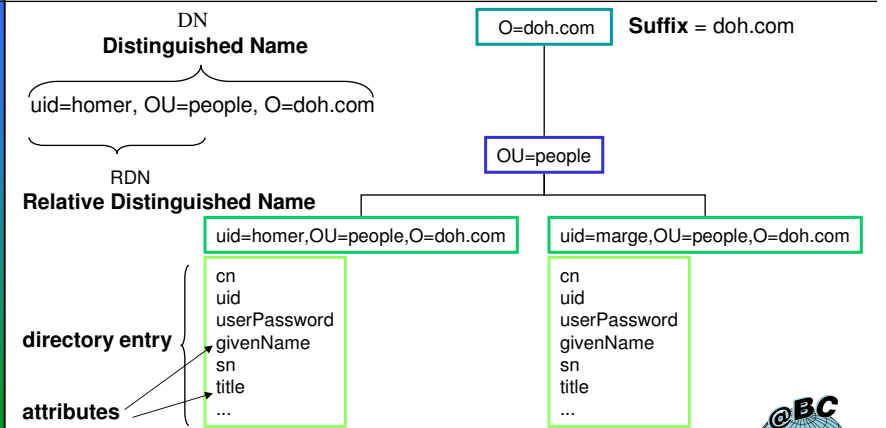 DN
Distinguished Name
uid=homer, OU=people, O=doh.com
RDN
Relative Distinguished Name
O=doh.com
Suffix = doh.com
OU=people
uid=homer,OU=people,O=doh.com
uid=marge,OU=people,O=doh.com
directory entry
attributes
cn
uid
userPassword
givenName
sn
title
...
cn
uid
userPassword
givenName
sn
title
...
@BC